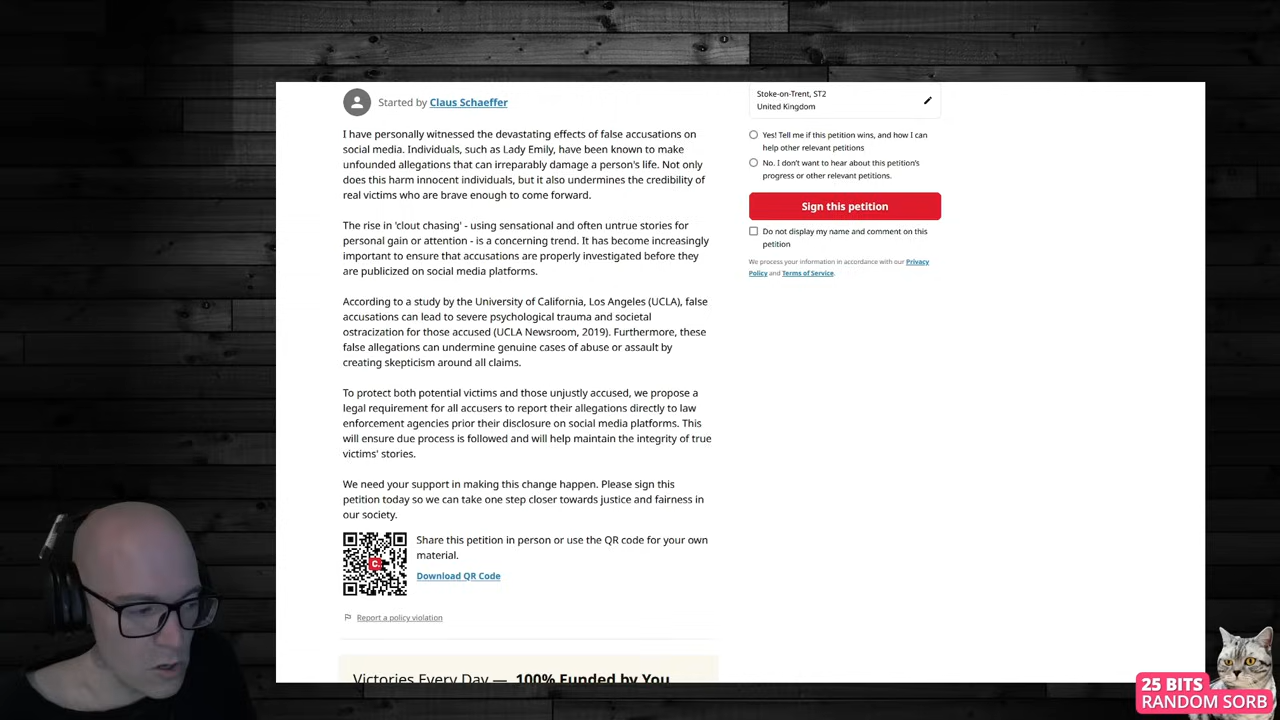 Started by Claus Schaeffer
I have personally witnessed the devastating effects of false accusations on
social media. Individuals, such as Lady Emily, have been known to make
unfounded allegations that can irreparably damage a person's life. Not only
does this harm innocent individuals, but it also undermines the credibility of
real victims who are brave enough to come forward.
The rise in 'clout chasing' - using sensational and often untrue stories for
personal gain or attention - is a concerning trend. It has become increasingly
important to ensure that accusations are properly investigated before they
are publicized on social media platforms.
According to a study by the University of California, Los Angeles (UCLA), false
accusations can lead to severe psychological trauma and societal
ostracization for those accused (UCLA Newsroom, 2019). Furthermore, these
false allegations can undermine genuine cases of abuse or assault by
creating skepticism around all claims.
To protect both potential victims and those unjustly accused, we propose a
legal requirement for all accusers to report their allegations directly to law
enforcement agencies prior their disclosure on social media platforms. This
will ensure due process is followed and will help maintain the integrity of true
victims' stories.
We need your support in making this change happen. Please sign this
petition today so we can take one step closer towards justice and fairness in
our society.
Share this petition in person or use the QR code for your own
material.
Download QR Code
Report a policy violation
Victories Every Day — 100% Funded by You
Stoke-on-Trent, ST2
United Kingdom
Yes! Tell me if this petition wins, and how I can
help other relevant petitions
No. I don't want to hear about this petition's
progress or other relevant petitions.
Sign this petition
Do not display my name and comment on this
petition
We process your information in accordance with our Privacy
Policy and Terms of Service.
25 BITS
RANDOM SORB